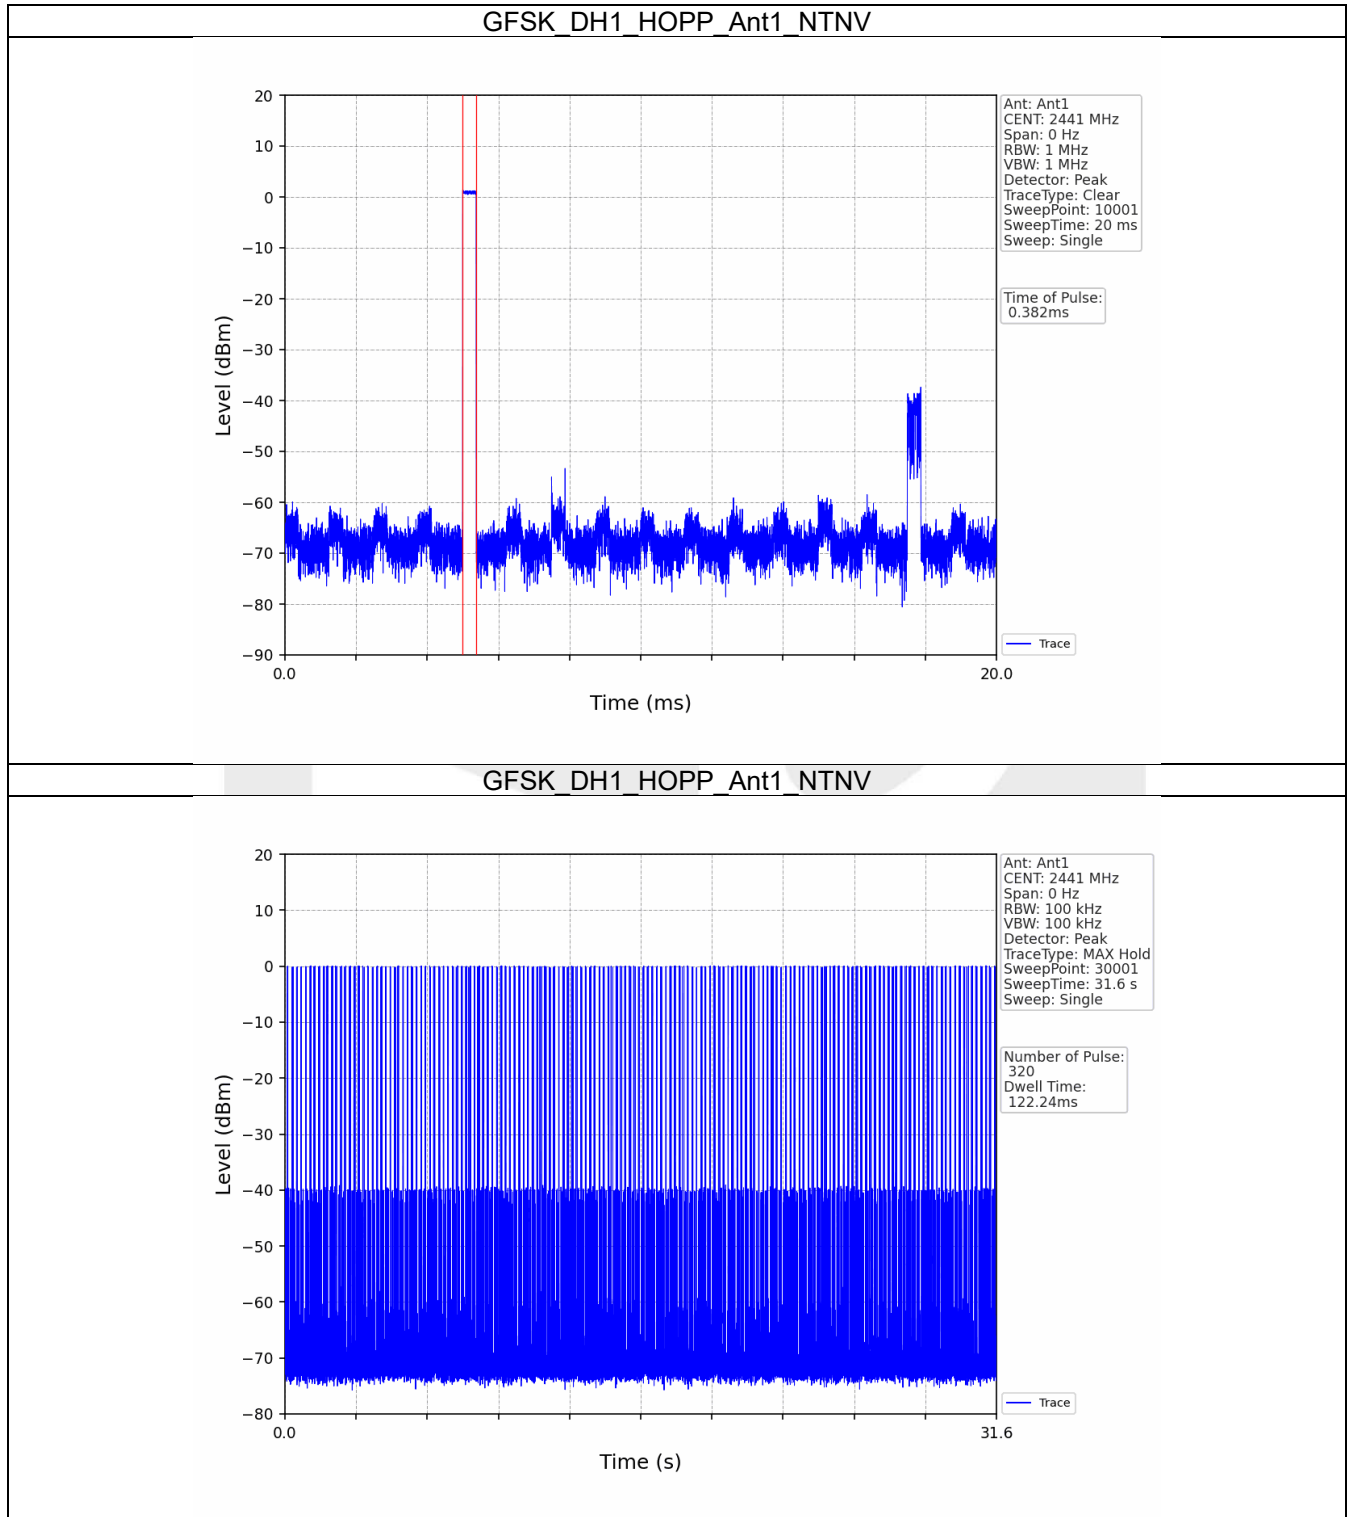 GFSK_DH1_HOPP_Ant1_NTNV
20
10
0
−10
−20
−30
−40
−50
−60
−70
−80
−90
Level (dBm)
0.0
20.0
Time (ms)
Ant: Ant1
CENT: 2441 MHz
Span: 0 Hz
RBW: 1 MHz
VBW: 1 MHz
Detector: Peak
TraceType: Clear
SweepPoint: 10001
SweepTime: 20 ms
Sweep: Single
Time of Pulse:
0.382ms
Trace
GFSK_DH1_HOPP_Ant1_NTNV
20
10
0
−10
−20
−30
−40
−50
−60
−70
−80
Level (dBm)
0.0
31.6
Time (s)
Ant: Ant1
CENT: 2441 MHz
Span: 0 Hz
RBW: 100 kHz
VBW: 100 kHz
Detector: Peak
TraceType: MAX Hold
SweepPoint: 30001
SweepTime: 31.6 s
Sweep: Single
Number of Pulse:
320
Dwell Time:
122.24ms
Trace